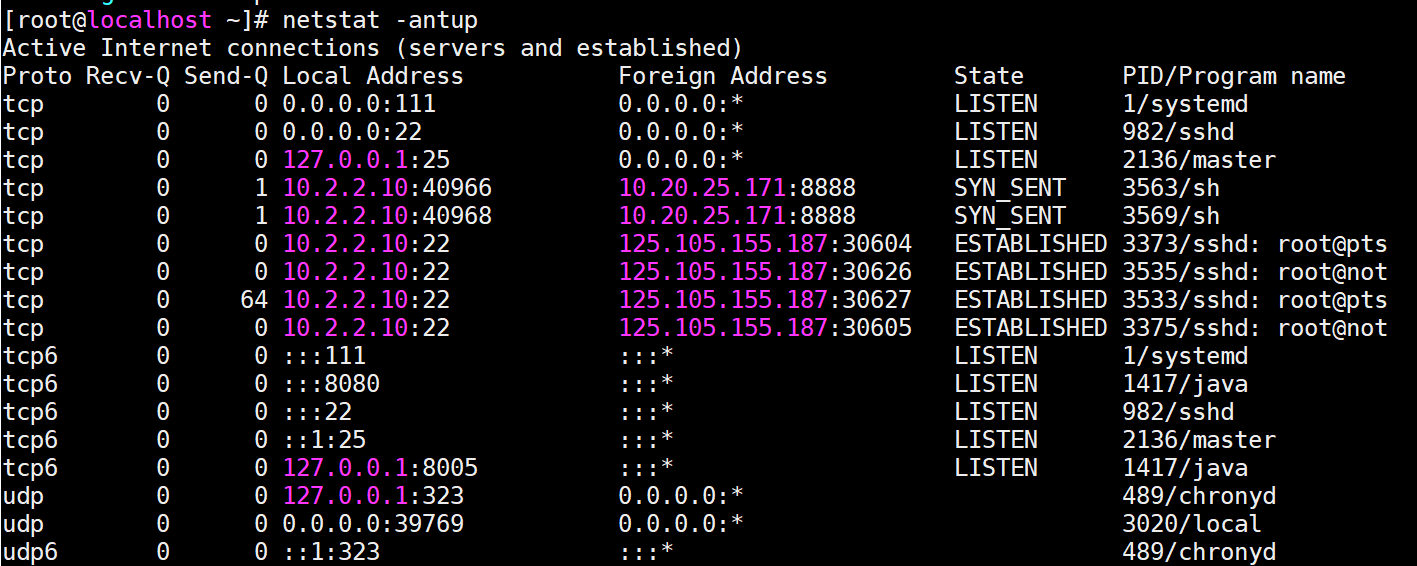 [root@localhost ~]# netstat -antup
Active Internet connections (servers and established)
Proto Recv-Q Send-Q Local Address           Foreign Address         State       PID/Program name
tcp        0      0 0.0.0.0:111             0.0.0.0:*               LISTEN      1/systemd
tcp        0      0 0.0.0.0:22              0.0.0.0:*               LISTEN      982/sshd
tcp        0      0 127.0.0.1:25            0.0.0.0:*               LISTEN      2136/master
tcp        0      1 10.2.2.10:40966         10.20.25.171:8888       SYN_SENT    3563/sh
tcp        0      1 10.2.2.10:40968         10.20.25.171:8888       SYN_SENT    3569/sh
tcp        0      0 10.2.2.10:22            125.105.155.187:30604   ESTABLISHED 3373/sshd: root@pts
tcp        0      0 10.2.2.10:22            125.105.155.187:30626   ESTABLISHED 3535/sshd: root@not
tcp        0     64 10.2.2.10:22            125.105.155.187:30627   ESTABLISHED 3533/sshd: root@pts
tcp        0      0 10.2.2.10:22            125.105.155.187:30605   ESTABLISHED 3375/sshd: root@not
tcp6       0      0 :::111                  :::*                    LISTEN      1/systemd
tcp6       0      0 :::8080                 :::*                    LISTEN      1417/java
tcp6       0      0 :::22                   :::*                    LISTEN      982/sshd
tcp6       0      0 ::1:25                  :::*                    LISTEN      2136/master
tcp6       0      0 127.0.0.1:8005          :::*                    LISTEN      1417/java
udp        0      0 127.0.0.1:323           0.0.0.0:*                           489/chronyd
udp        0      0 0.0.0.0:39769           0.0.0.0:*                           3020/local
udp6       0      0 ::1:323                 :::*                                489/chronyd